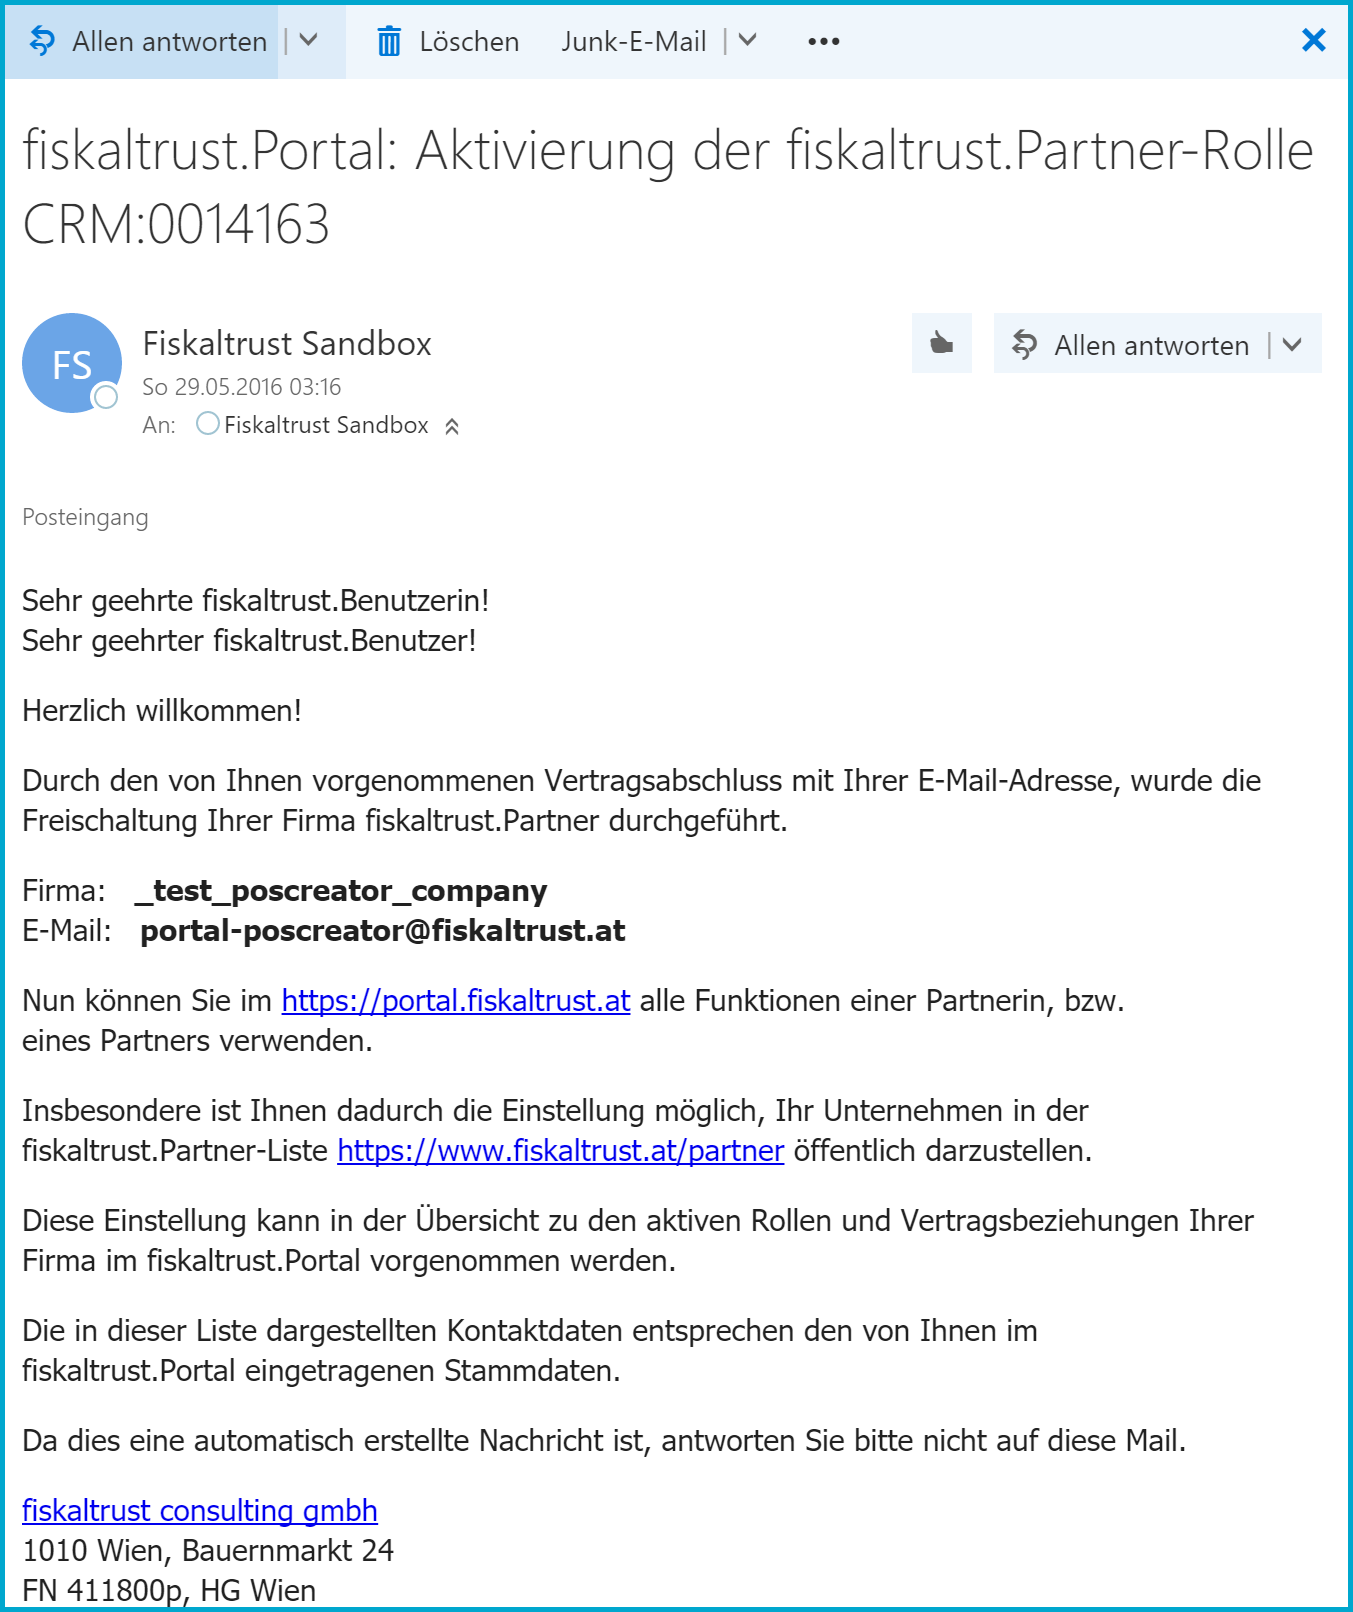 Allen antworten Löschen Junk-E-Mail
fiskaltrust.Portal: Aktivierung der fiskaltrust.Partner-Rolle
CRM:0014163
FS
Fiskaltrust Sandbox
Allen antworten
So 29.05.2016 03:16
An: Fiskaltrust Sandbox
Posteingang
Sehr geehrte fiskaltrust.Benutzerin!
Sehr geehrter fiskaltrust.Benutzer!
Herzlich willkommen!
Durch den von Ihnen vorgenommenen Vertragsabschluss mit Ihrer E-Mail-Adresse, wurde die
Freischaltung Ihrer Firma fiskaltrust.Partner durchgeführt.
Firma: _test_poscreator_company
E-Mail: portal-poscreator@fiskaltrust.at
Nun können Sie im https://portal.fiskaltrust.at alle Funktionen einer Partnerin, bzw.
eines Partners verwenden.
Insbesondere ist Ihnen dadurch die Einstellung möglich, Ihr Unternehmen in der
fiskaltrust.Partner-Liste https://www.fiskaltrust.at/partner öffentlich darzustellen.
Diese Einstellung kann in der Übersicht zu den aktiven Rollen und Vertragsbeziehungen Ihrer
Firma im fiskaltrust.Portal vorgenommen werden.
Die in dieser Liste dargestellten Kontaktdaten entsprechen den von Ihnen im
fiskaltrust.Portal eingetragenen Stammdaten.
Da dies eine automatisch erstellte Nachricht ist, antworten Sie bitte nicht auf diese Mail.
fiskaltrust consulting gmbh
1010 Wien, Bauernmarkt 24
FN 411800p, HG Wien